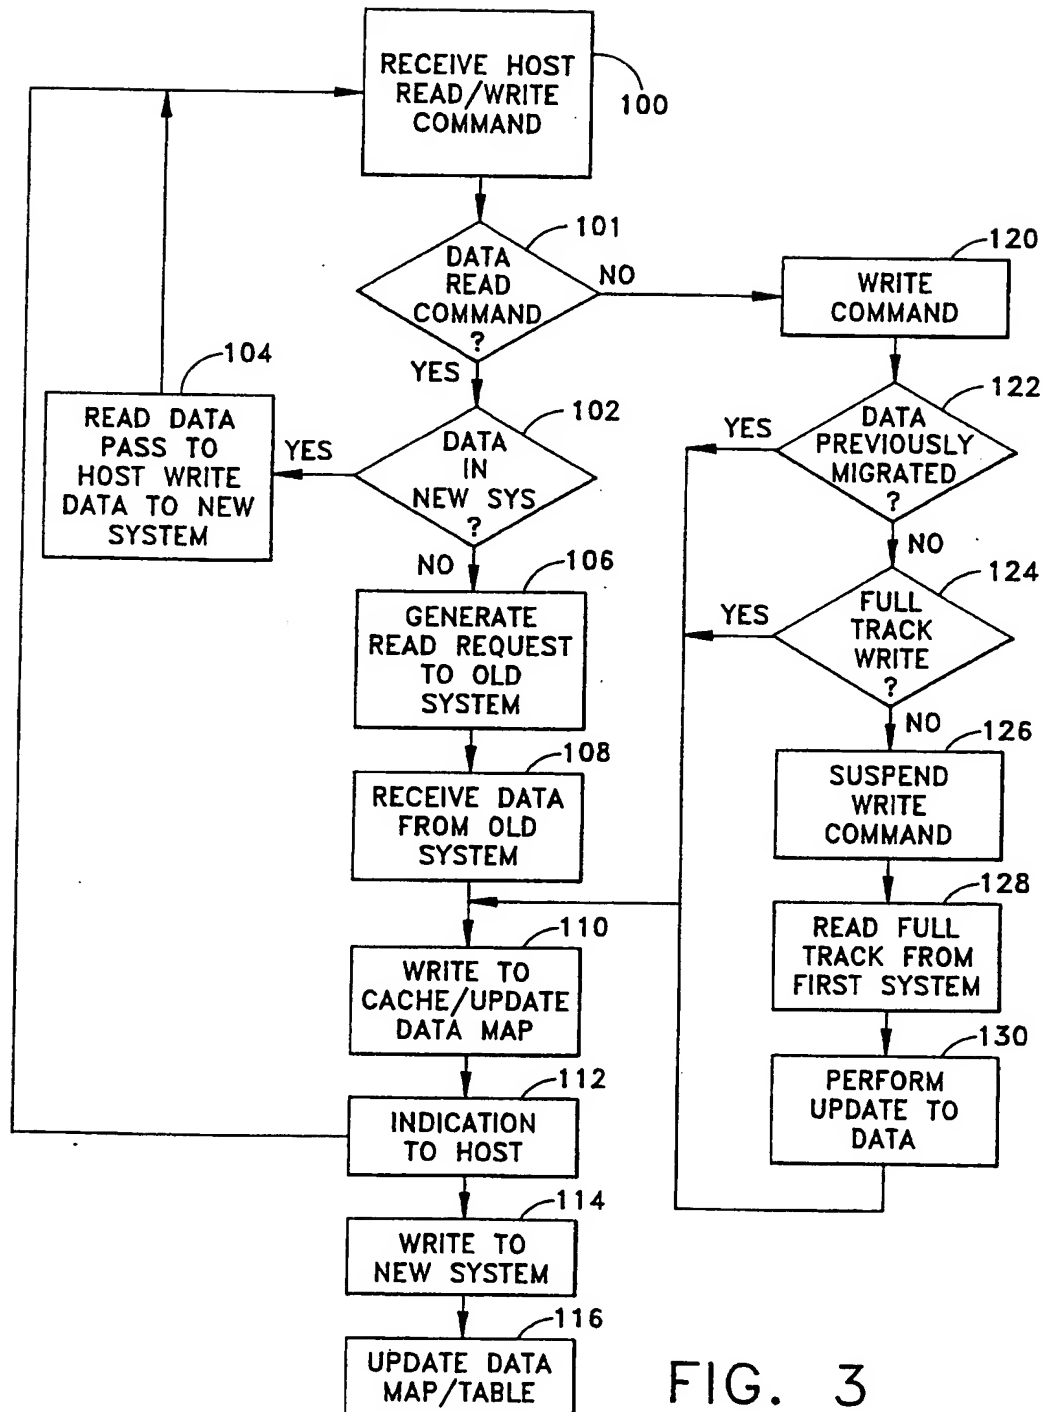 RECEIVE HOST
READ/WRITE
COMMAND
100
101
DATA
READ
COMMAND
?
NO
YES
120
WRITE
COMMAND
104
READ DATA
PASS TO
HOST WRITE
DATA TO NEW
SYSTEM
YES
102
DATA
IN
NEW SYS
?
NO
122
DATA
PREVIOUSLY
MIGRATED
?
YES
NO
106
GENERATE
READ REQUEST
TO OLD
SYSTEM
124
FULL
TRACK
WRITE
?
YES
NO
108
RECEIVE DATA
FROM OLD
SYSTEM
126
SUSPEND
WRITE
COMMAND
128
READ FULL
TRACK FROM
FIRST SYSTEM
110
WRITE TO
CACHE/UPDATE
DATA MAP
130
PERFORM
UPDATE TO
DATA
112
INDICATION
TO HOST
114
WRITE TO
NEW SYSTEM
116
UPDATE DATA
MAP/TABLE
FIG. 3